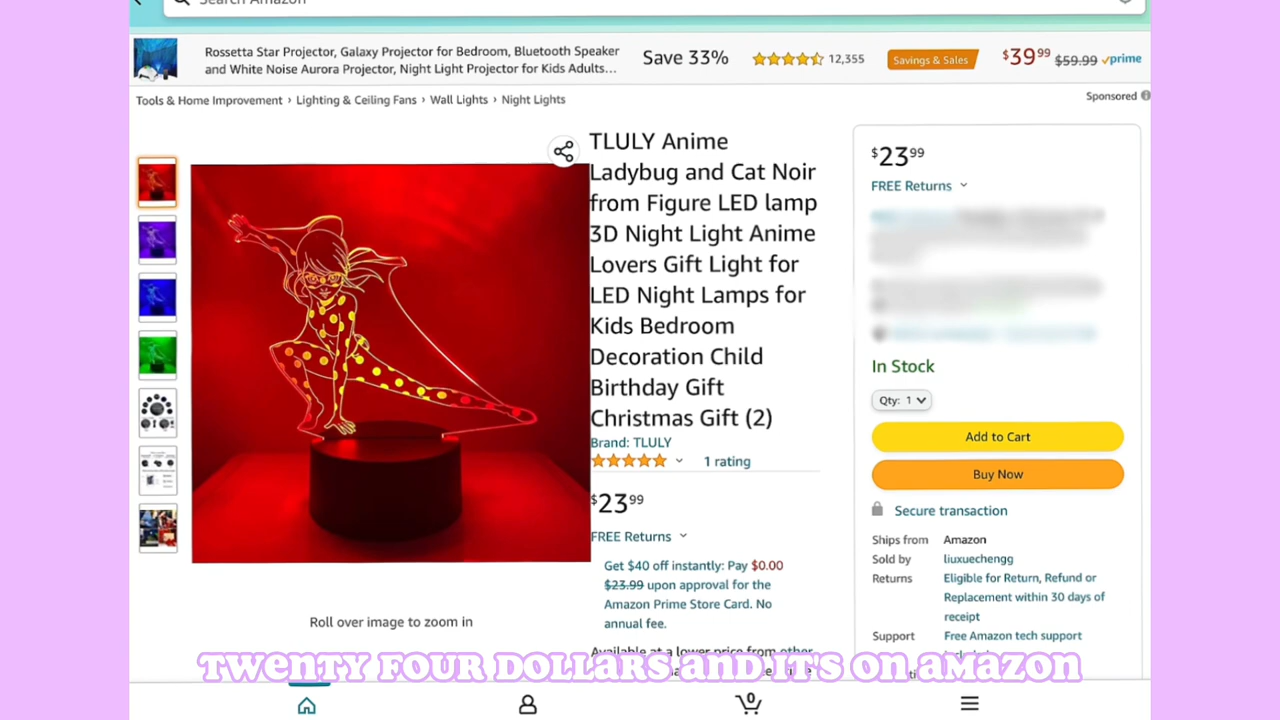 Search Amazon
Rossetta Star Projector, Galaxy Projector for Bedroom, Bluetooth Speaker
and White Noise Aurora Projector, Night Light Projector for Kids Adults...
Save 33%
12,355
Savings & Sales
$39.99 $59.99 prime
Tools & Home Improvement › Lighting & Ceiling Fans › Wall Lights › Night Lights
Sponsored
TLULY Anime
Ladybug and Cat Noir
from Figure LED lamp
3D Night Light Anime
Lovers Gift Light for
LED Night Lamps for
Kids Bedroom
Decoration Child
Birthday Gift
Christmas Gift (2)
Brand: TLULY
1 rating
$23.99
FREE Returns
Get $40 off instantly: Pay $0.00
$23.99 upon approval for the
Amazon Prime Store Card. No
annual fee.
Available at a lower price from other
Roll over image to zoom in
$23.99
FREE Returns
In Stock
Qty: 1
Add to Cart
Buy Now
Secure transaction
Ships from Amazon
Sold by liuxuechengg
Returns Eligible for Return, Refund or
Replacement within 30 days of
receipt
Support Free Amazon tech support
TWENTY FOUR DOLLARS AND IT'S ON AMAZON
0